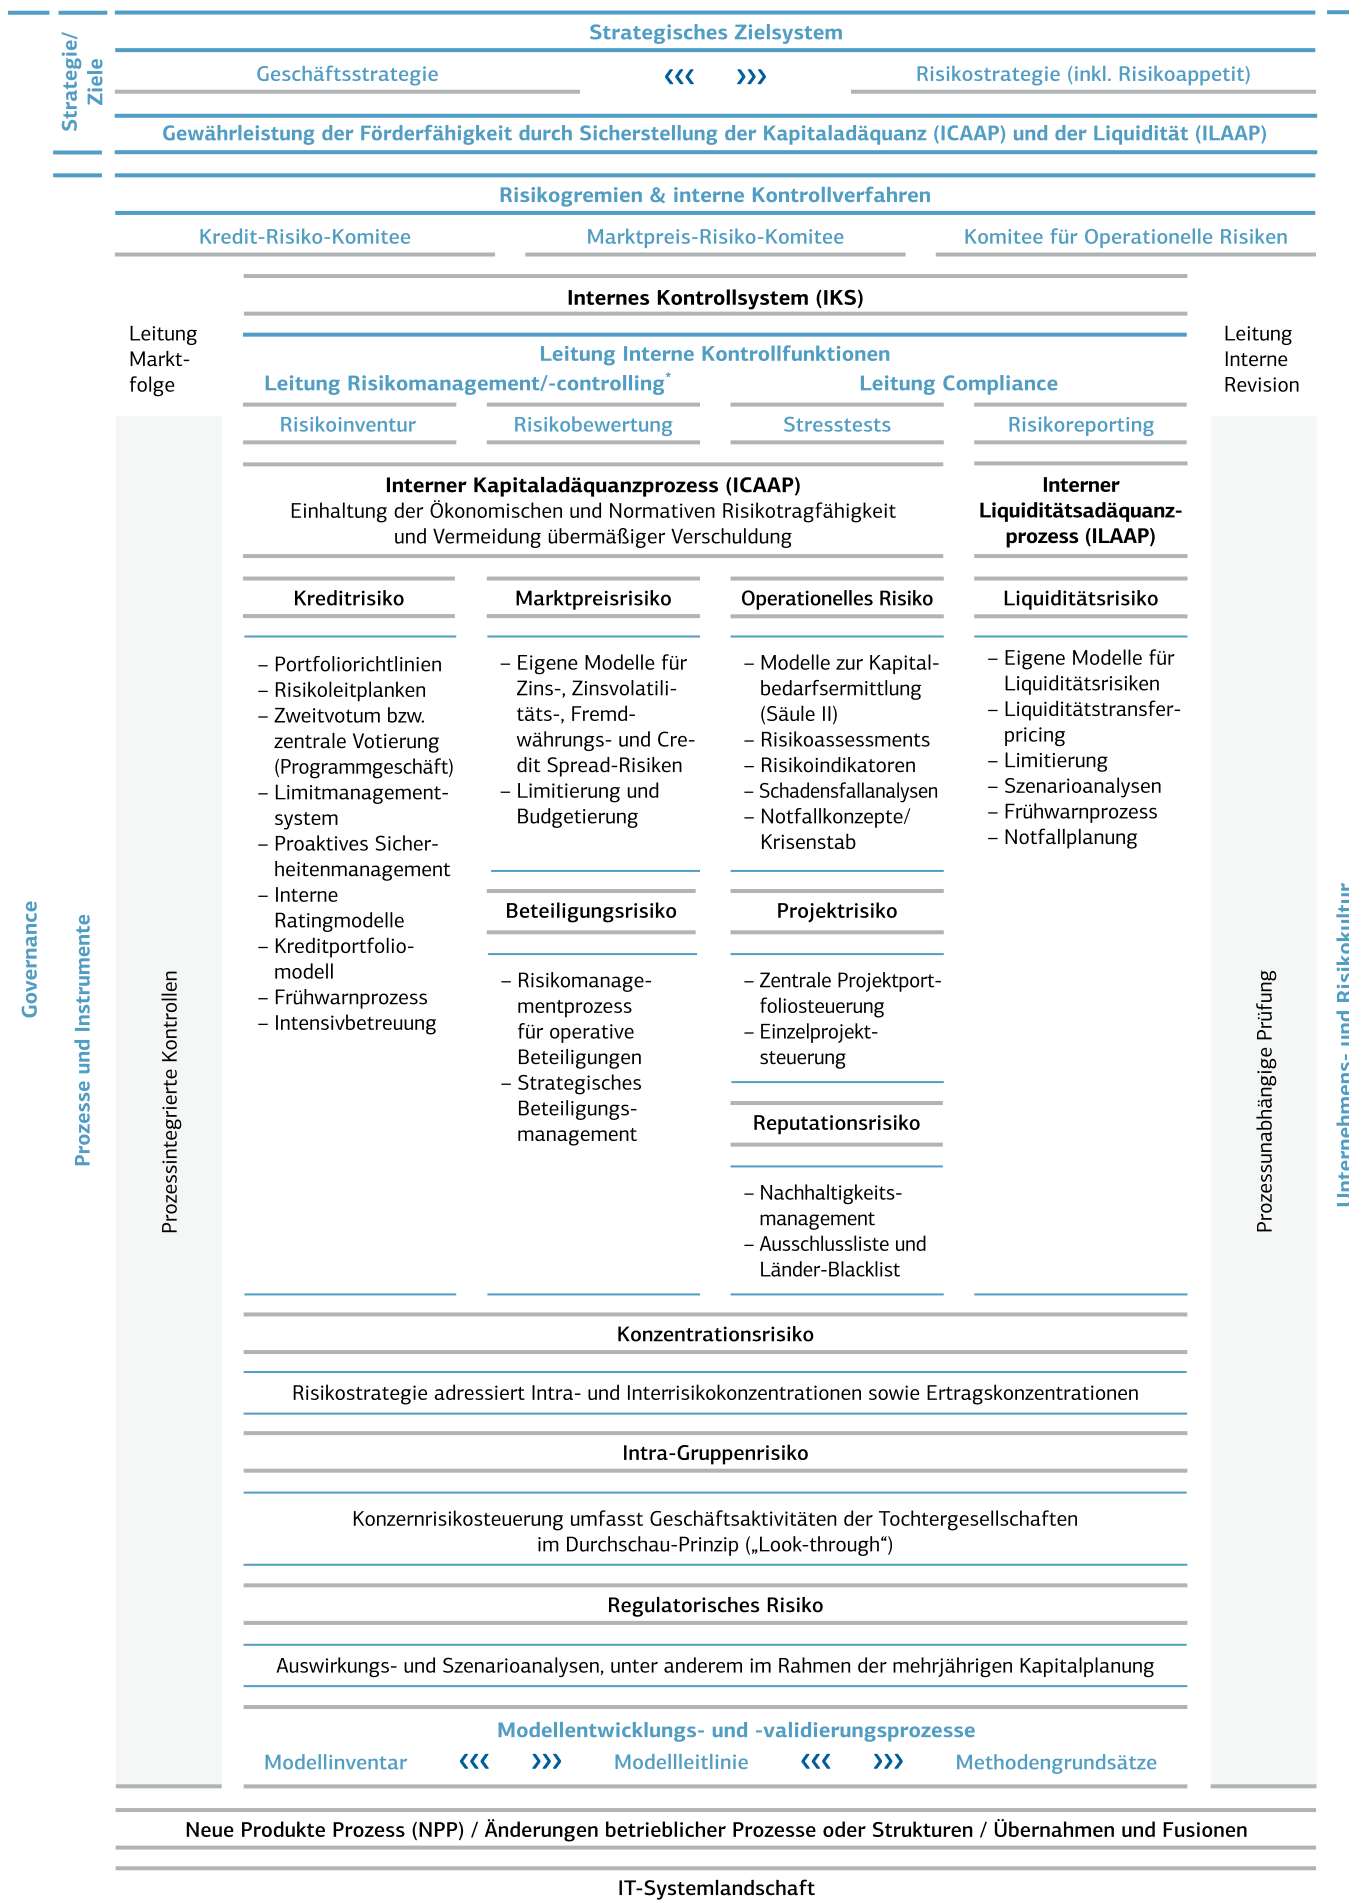 Strategie/
Ziele
Strategisches Zielsystem
Geschäftsstrategie
Risikostrategie (inkl. Risikoappetit)
Gewährleistung der Förderfähigkeit durch Sicherstellung der Kapitaladäquanz (ICAAP) und der Liquidität (ILAAP)
Risikogremien & interne Kontrollverfahren
Kredit-Risiko-Komitee
Marktpreis-Risiko-Komitee
Komitee für Operationelle Risiken
Governance
Prozesse und Instrumente
Leitung
Markt-
folge
Prozessintegrierte Kontrollen
Internes Kontrollsystem (IKS)
Leitung Interne Kontrollfunktionen
Leitung Risikomanagement/-controlling*
Leitung Compliance
Risikoinventur
Risikobewertung
Stresstests
Risikoreporting
Interner Kapitaladäquanzprozess (ICAAP)
Einhaltung der Ökonomischen und Normativen Risikotragfähigkeit
und Vermeidung übermäßiger Verschuldung
Interner
Liquiditätsadäquanz-
prozess (ILAAP)
Kreditrisiko
– Portfoliorichtlinien
– Risikoleitplanken
– Zweitvotum bzw.
zentrale Votierung
(Programmgeschäft)
– Limitmanagement-
system
– Proaktives Sicher-
heitenmanagement
– Interne
Ratingmodelle
– Kreditportfolio-
modell
– Frühwarnprozess
– Intensivbetreuung
Marktpreisrisiko
– Eigene Modelle für
Zins-, Zinsvolatili-
täts-, Fremd-
währungs- und Cre-
dit Spread-Risiken
– Limitierung und
Budgetierung
Beteiligungsrisiko
– Risikomanage-
mentprozess
für operative
Beteiligungen
– Strategisches
Beteiligungs-
management
Operationelles Risiko
– Modelle zur Kapital-
bedarfsermittlung
(Säule II)
– Risikoassessments
– Risikoindikatoren
– Schadensfallanalysen
– Notfallkonzepte/
Krisenstab
Projektrisiko
– Zentrale Projektport-
foliosteuerung
– Einzelprojekt-
steuerung
Reputationsrisiko
– Nachhaltigkeits-
management
– Ausschlussliste und
Länder-Blacklist
Liquiditätsrisiko
– Eigene Modelle für
Liquiditätsrisiken
– Liquiditätstransfer-
pricing
– Limitierung
– Szenarioanalysen
– Frühwarnprozess
– Notfallplanung
Konzentrationsrisiko
Risikostrategie adressiert Intra- und Interrisikokonzentrationen sowie Ertragskonzentrationen
Intra-Gruppenrisiko
Konzernrisikosteuerung umfasst Geschäftsaktivitäten der Tochtergesellschaften
im Durchschau-Prinzip („Look-through“)
Regulatorisches Risiko
Auswirkungs- und Szenarioanalysen, unter anderem im Rahmen der mehrjährigen Kapitalplanung
Modellentwicklungs- und -validierungsprozesse
Modellinventar
Modellleitlinie
Methodengrundsätze
Leitung
Interne
Revision
Prozessunabhängige Prüfung
Unternehmens- und Risikokultur
Neue Produkte Prozess (NPP) / Änderungen betrieblicher Prozesse oder Strukturen / Übernahmen und Fusionen
IT-Systemlandschaft